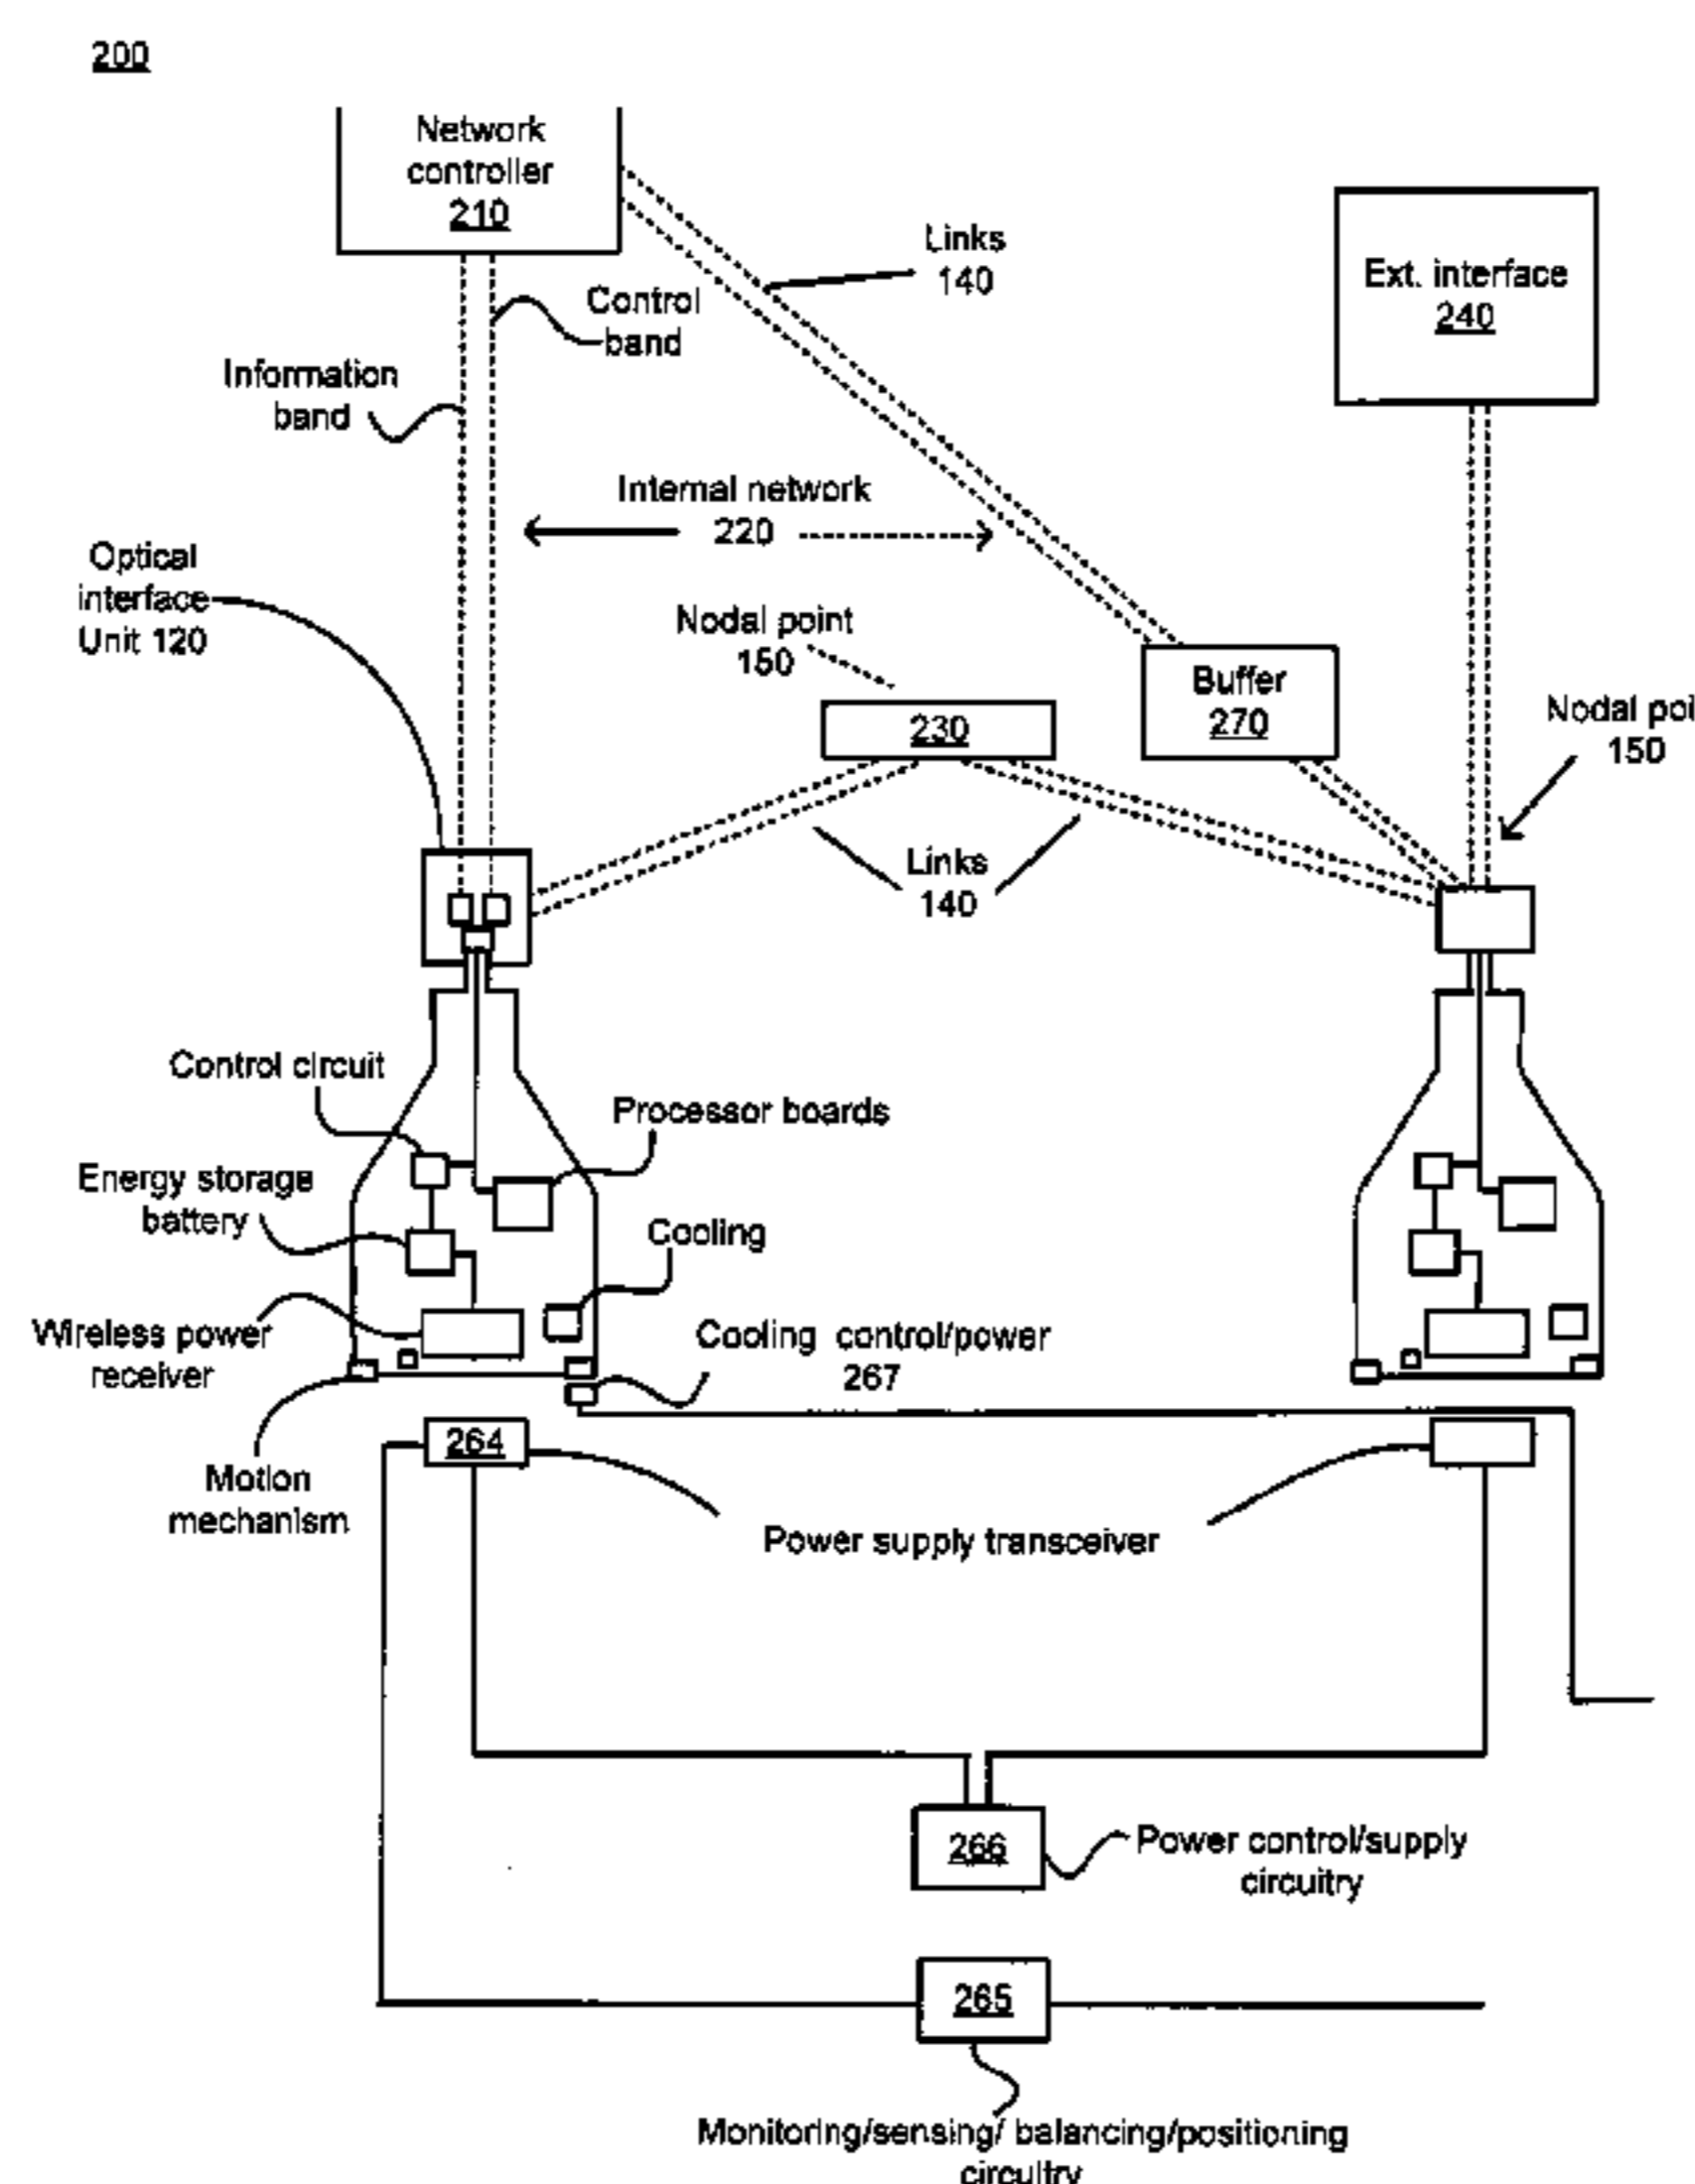 200
Network
controller
210
Links
140
Ext. interface
240
Control
band
Information
band
Internal network
220
Optical
interface
Unit 120
Nodal point
150
Buffer
270
230
Nodal poi
150
Links
140
Control circuit
Processor boards
Energy storage
battery
Cooling
Wireless power
receiver
Cooling control/power
267
264
Motion
mechanism
Power supply transceiver
266
Power control/supply
circuitry
265
Monitoring/sensing/ balancing/positioning
circuitry